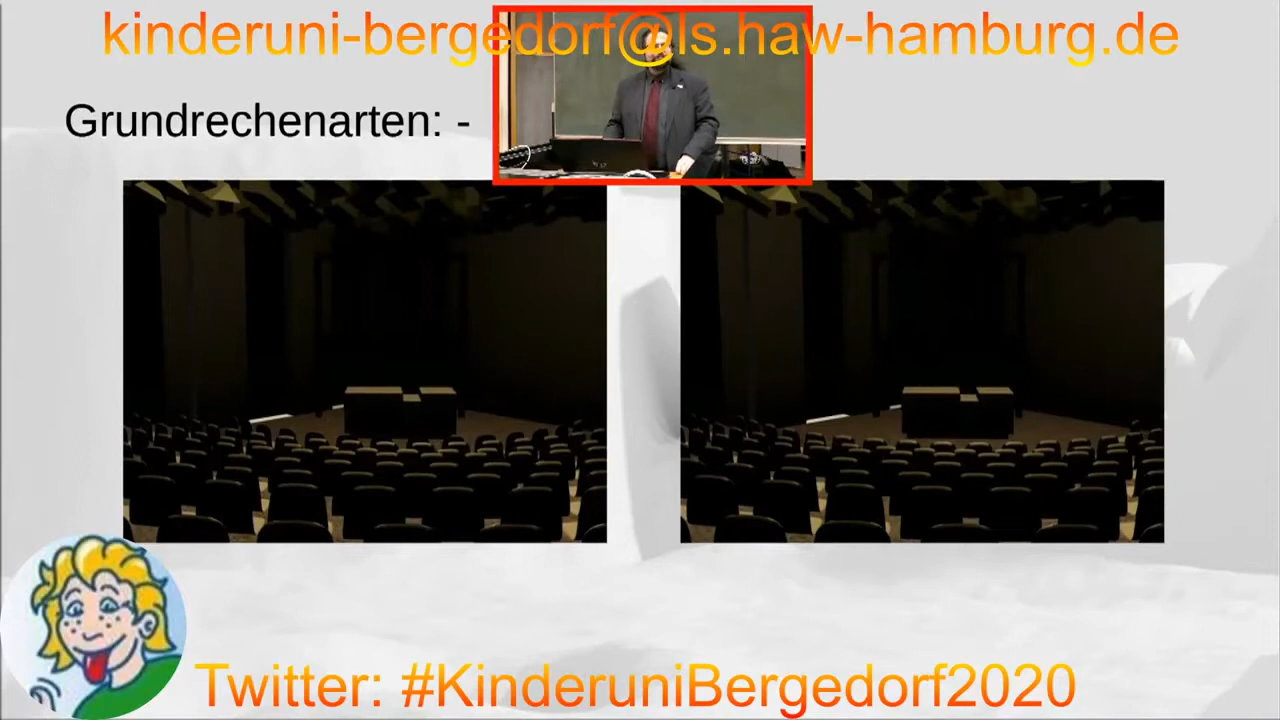 kinderuni-bergedorf@ls.haw-hamburg.de
Grundrechenarten: -
Twitter: #KinderuniBergedorf2020